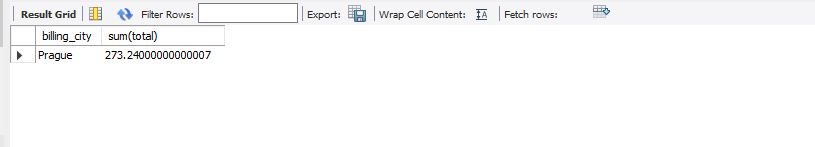 Result Grid Filter Rows: Export: Wrap Cell Content: Fetch rows:
billing_city sum(total)
Prague 273.24000000000007